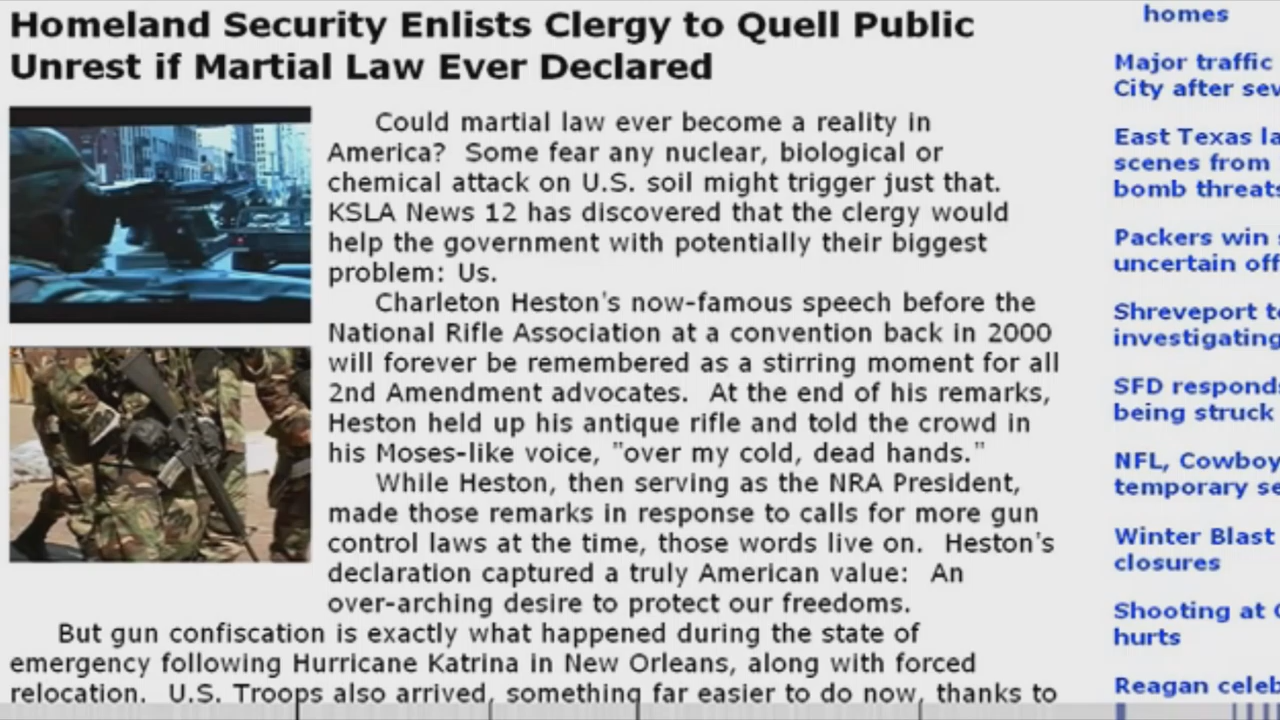 Homeland Security Enlists Clergy to Quell Public
Unrest if Martial Law Ever Declared
Could martial law ever become a reality in
America?  Some fear any nuclear, biological or
chemical attack on U.S. soil might trigger just that.
KSLA News 12 has discovered that the clergy would
help the government with potentially their biggest
problem: Us.
Charleton Heston's now-famous speech before the
National Rifle Association at a convention back in 2000
will forever be remembered as a stirring moment for all
2nd Amendment advocates.  At the end of his remarks,
Heston held up his antique rifle and told the crowd in
his Moses-like voice, "over my cold, dead hands."
While Heston, then serving as the NRA President,
made those remarks in response to calls for more gun
control laws at the time, those words live on.  Heston's
declaration captured a truly American value:  An
over-arching desire to protect our freedoms.
But gun confiscation is exactly what happened during the state of
emergency following Hurricane Katrina in New Orleans, along with forced
relocation.  U.S. Troops also arrived, something far easier to do now, thanks to
homes
Major traffic
City after
East Texas
scenes from
bomb threats
Packers win
uncertain
Shreveport
investigating
SFD responds
being struck
NFL, Cowboy
temporary
Winter Blast
closures
Shooting at
hurts
Reagan